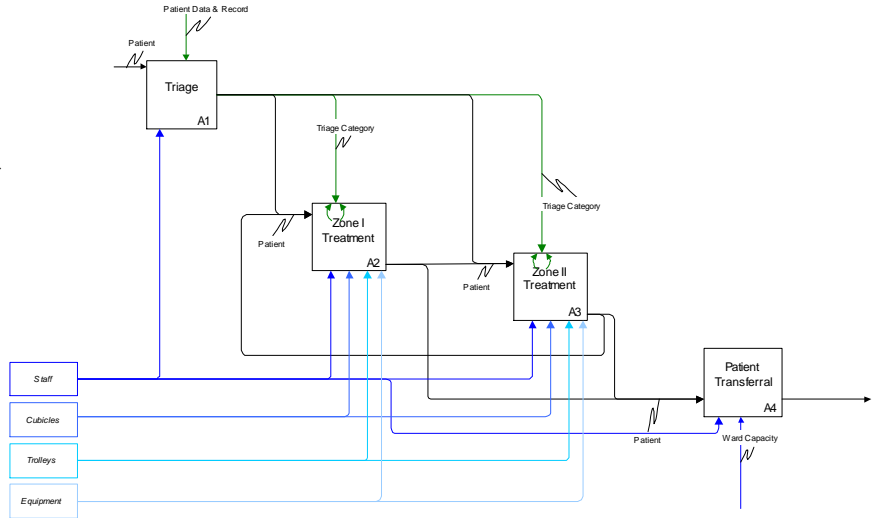 Patient Data & Record
Patient
Triage
A1
Triage Category
Triage Category
Zone I
Treatment
A2
Patient
Zone II
Treatment
A3
Patient
Patient
Transferral
A4
Staff
Cubicles
Patient
Ward Capacity
Trolleys
Equipment